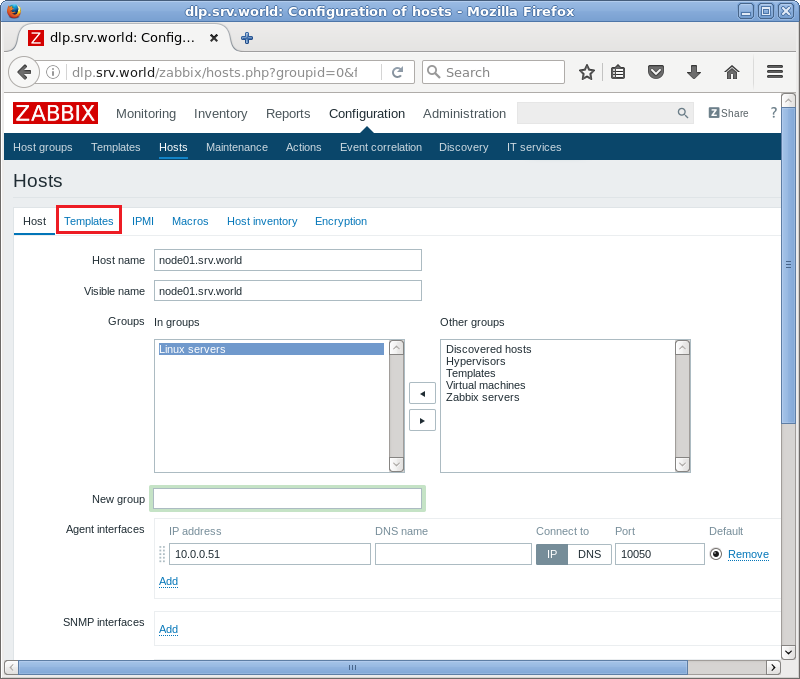 dlp.srv.world: Configuration of hosts - Mozilla Firefox
Z dlp.srv.world: Config...
dlp.srv.world/zabbix/hosts.php?groupid=0&f
Search
ZABBIX Monitoring Inventory Reports Configuration Administration Z Share ?
Host groups Templates Hosts Maintenance Actions Event correlation Discovery IT services
Hosts
Host Templates IPMI Macros Host inventory Encryption
Host name node01.srv.world
Visible name node01.srv.world
Groups In groups Other groups
Linux servers
Discovered hosts
Hypervisors
Templates
Virtual machines
Zabbix servers
New group
Agent interfaces IP address DNS name Connect to Port Default
10.0.0.51 IP DNS 10050 Remove
Add
SNMP interfaces Add